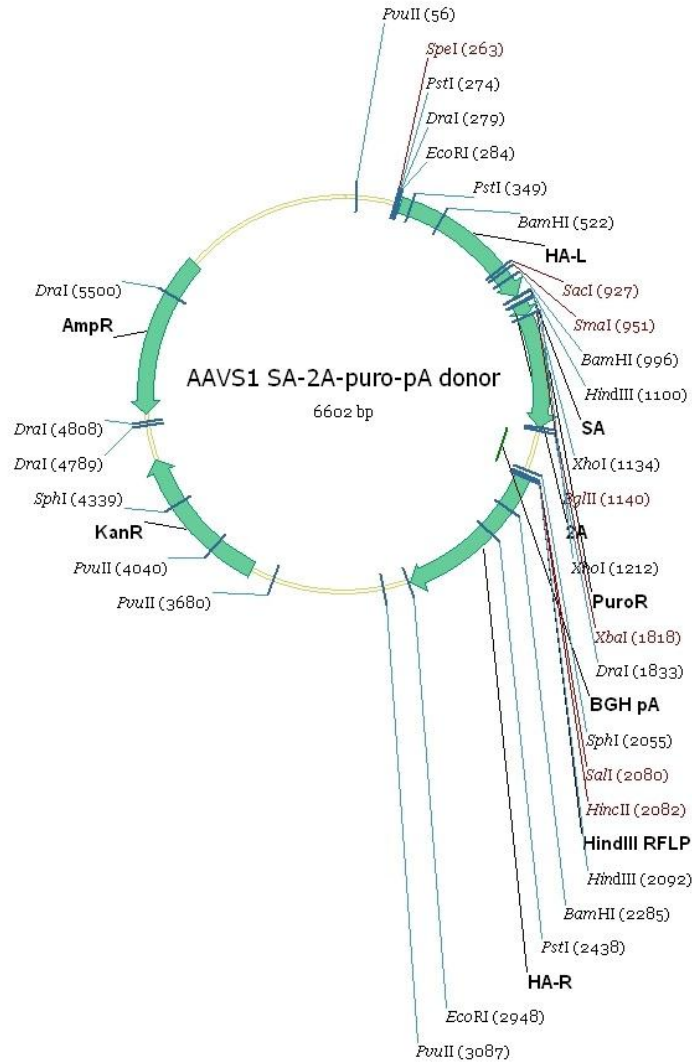 PvuII (56)
SpeI (263)
PstI (274)
DraI (279)
EcoRI (284)
PstI (349)
BamHI (522)
HA-L
SacI (927)
SmaI (951)
BamHI (996)
HindIII (1100)
SA
XhoI (1134)
BglII (1140)
2A
XhoI (1212)
PuroR
XbaI (1818)
DraI (1833)
BGH pA
SphI (2055)
SalI (2080)
HincII (2082)
HindIII RFLP
HindIII (2092)
BamHI (2285)
PstI (2438)
HA-R
EcoRI (2948)
PvuII (3087)
PvuII (3680)
PvuII (4040)
KanR
SphI (4339)
DraI (4789)
DraI (4808)
AmpR
DraI (5500)
AAVS1 SA-2A-puro-pA donor
6602 bp